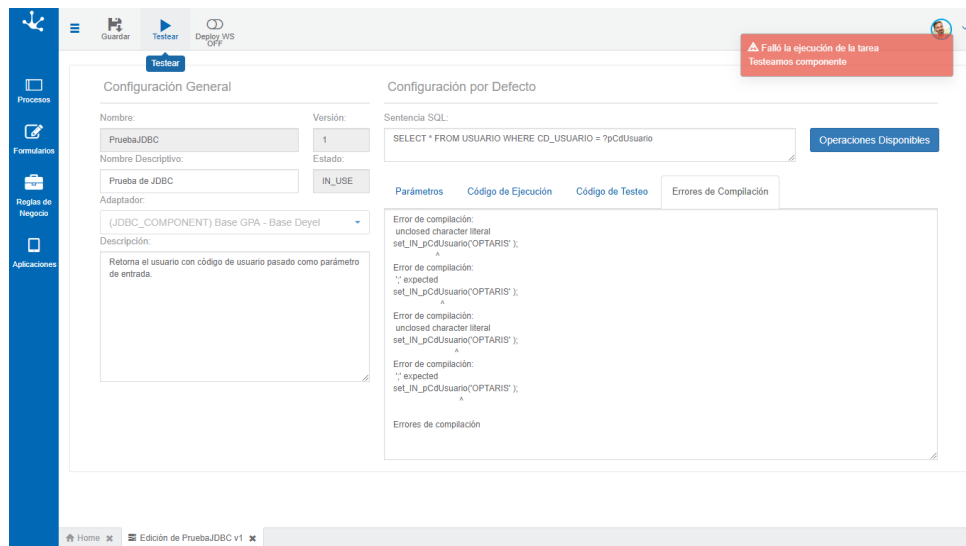 Guardar
Testear
Deploy WS
OFF
Testear
Falló la ejecución de la tarea
Testeamos componente
Procesos
Formularios
Reglas de
Negocio
Aplicaciones
Configuración General
Nombre:
Versión:
PruebaJDBC
1
Nombre Descriptivo:
Estado:
Prueba de JDBC
IN_USE
Adaptador:
(JDBC_COMPONENT) Base GPA - Base Deyel
Descripción:
Retorna el usuario con código de usuario pasado como parámetro
de entrada.
Configuración por Defecto
Sentencia SQL:
SELECT * FROM USUARIO WHERE CD_USUARIO = ?pCdUsuario
Operaciones Disponibles
Parámetros
Código de Ejecución
Código de Testeo
Errores de Compilación
Error de compilación:
unclosed character literal
set_IN_pCdUsuario('OPTARIS' );
^
Error de compilación:
';' expected
set_IN_pCdUsuario('OPTARIS' );
^
Error de compilación:
unclosed character literal
set_IN_pCdUsuario('OPTARIS' );
^
Error de compilación:
';' expected
set_IN_pCdUsuario('OPTARIS' );
^
Errores de compilación
Home
Edición de PruebaJDBC v1